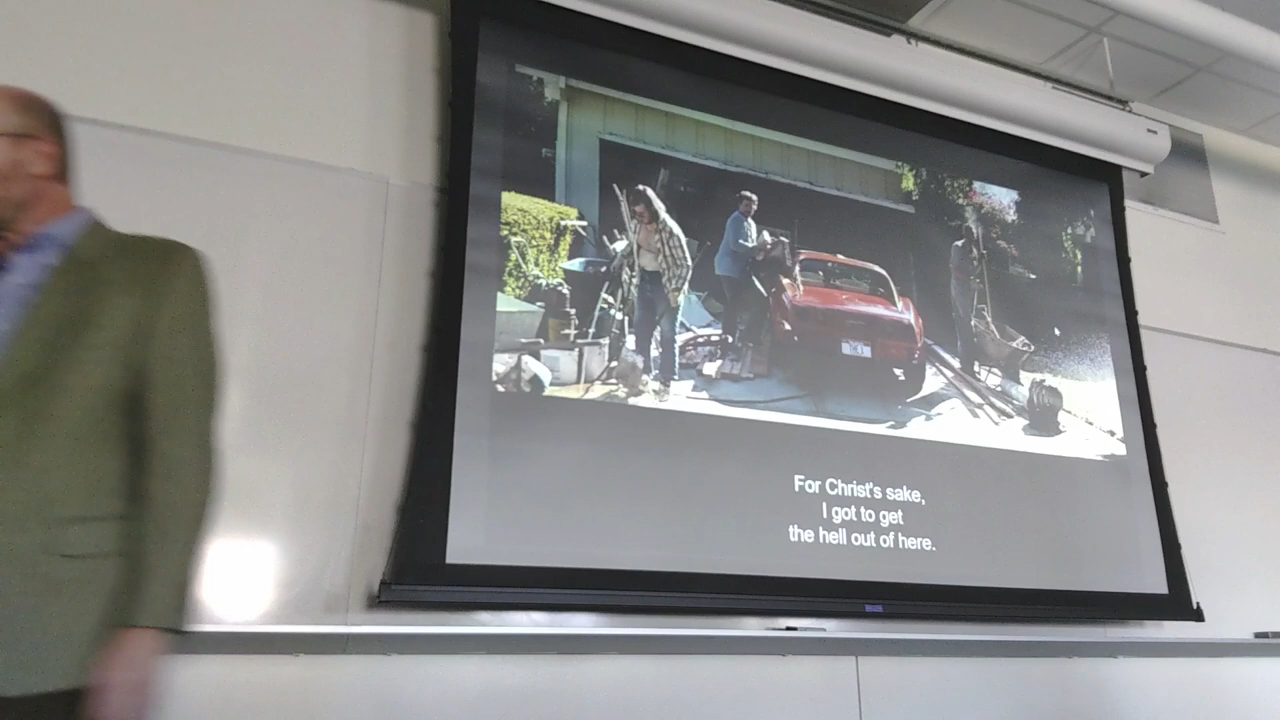 For Christ's sake,
I got to get
the hell out of here.